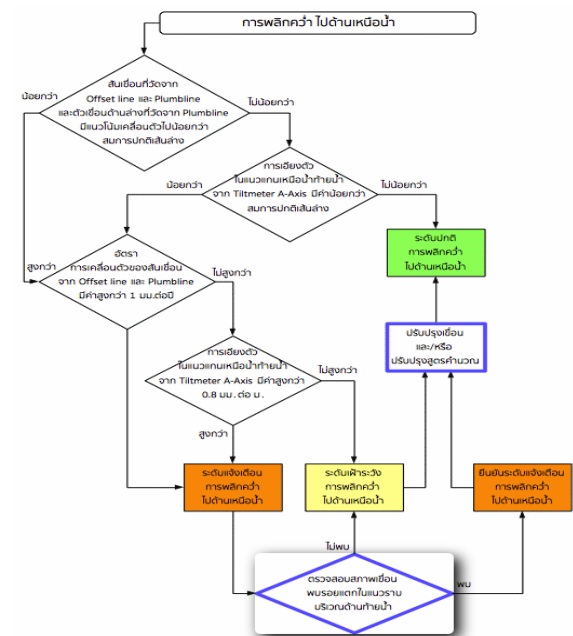 การพลิกคว่ำ ไปด้านเหนือน้ำ
สันเขื่อนที่วัดจาก
Offset line และ Plumbline
และตัวเขื่อนด้านล่างที่วัดจาก Plumbline
มีแนวโน้มเคลื่อนตัวไปน้อยกว่า
สมการปกติเส้นล่าง
น้อยกว่า
ไม่น้อยกว่า
การเอียงตัว
ในแนวแกนเหนือน้ำท้ายน้ำ
จาก Tiltmeter A-Axis มีค่าน้อยกว่า
สมการปกติเส้นล่าง
น้อยกว่า
ไม่น้อยกว่า
ระดับปกติ
การพลิกคว่ำ
ไปด้านเหนือน้ำ
อัตรา
การเคลื่อนตัวของสันเขื่อน
จาก Offset line และ Plumbline
มีค่าสูงกว่า 1 มม.ต่อปี
สูงกว่า
ไม่สูงกว่า
ปรับปรุงเขื่อน
และ/หรือ
ปรับปรุงสูตรคำนวณ
การเอียงตัว
ในแนวแกนเหนือน้ำท้ายน้ำ
จาก Tiltmeter A-Axis มีค่าสูงกว่า
0.8 มม.ต่อ ม.
ไม่สูงกว่า
สูงกว่า
ระดับแจ้งเตือน
การพลิกคว่ำ
ไปด้านเหนือน้ำ
ระดับเฝ้าระวัง
การพลิกคว่ำ
ไปด้านเหนือน้ำ
ยืนยันระดับแจ้งเตือน
การพลิกคว่ำ
ไปด้านเหนือน้ำ
ไม่พบ
ตรวจสอบสภาพเขื่อน
พบรอยแตกในแนวราบ
บริเวณด้านท้ายน้ำ
พบ